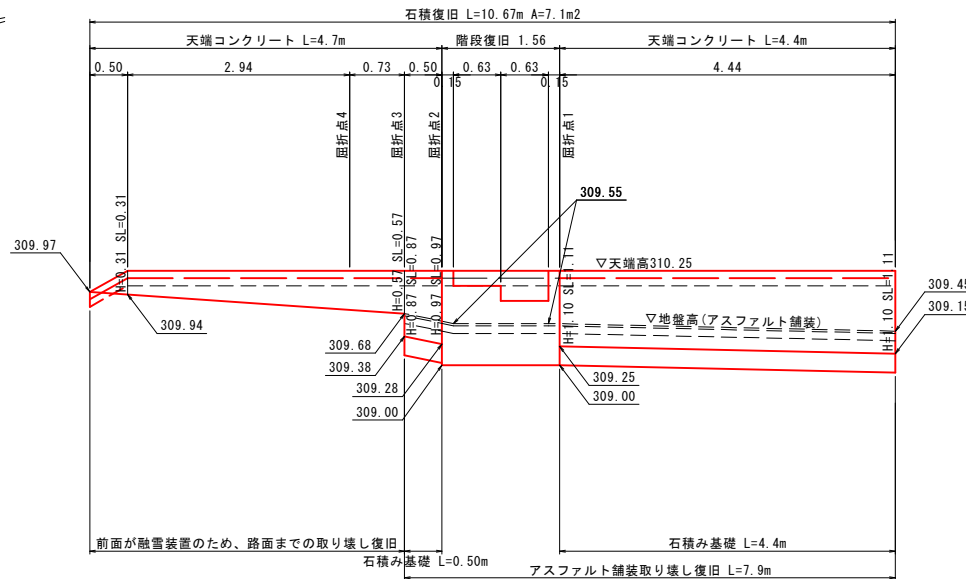 石積復旧 L=10.67m A=7.1m2
天端コンクリート L=4.7m
階段復旧 1.56
天端コンクリート L=4.4m
0.50
2.94
0.73
0.50
0.15
0.63
0.63
0.15
4.44
屈折点4
屈折点3
屈折点2
屈折点1
309.55
H=0.31 SL=0.31
H=0.57 SL=0.57
H=0.87 SL=0.87
H=0.97 SL=0.97
H=1.10 SL=1.11
H=1.10 SL=1.11
309.97
▽天端高310.25
309.45
309.94
▽地盤高(アスファルト舗装)
309.15
309.68
309.38
309.28
309.25
309.00
309.00
前面が融雪装置のため、路面までの取り壊し復旧
石積み基礎 L=4.4m
石積み基礎 L=0.50m
アスファルト舗装取り壊し復旧 L=7.9m